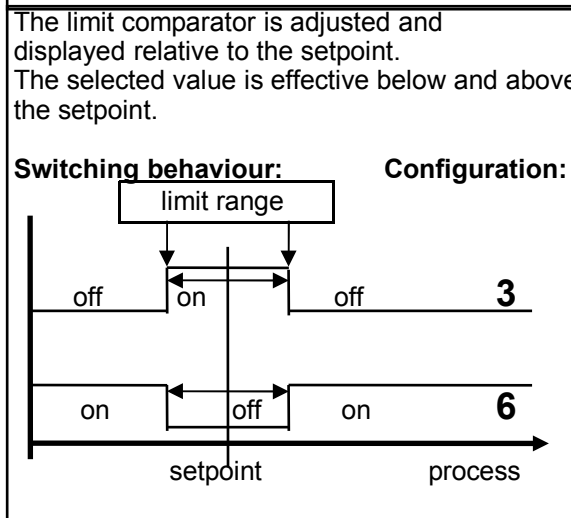 The limit comparator is adjusted and
displayed relative to the setpoint.
The selected value is effective below and above
the setpoint.
Switching behaviour: Configuration:
limit range
off on off 3
on off on 6
setpoint process